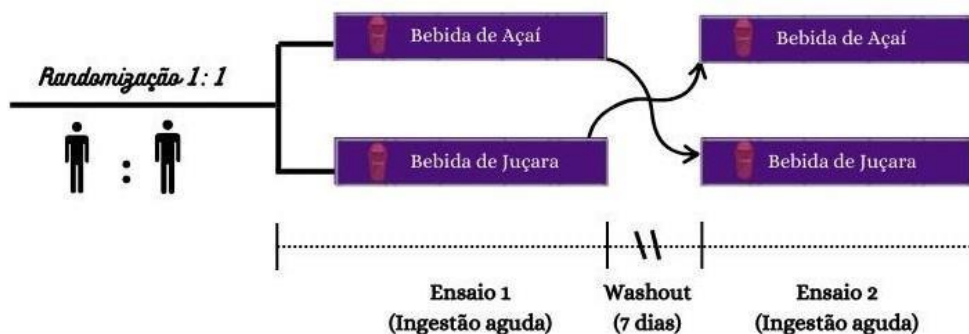 Randomização 1:1
:
Bebida de Açaí
Bebida de Açaí
Bebida de Juçara
Bebida de Juçara
Ensaio 1
(Ingestão aguda)
Washout
(7 dias)
Ensaio 2
(Ingestão aguda)